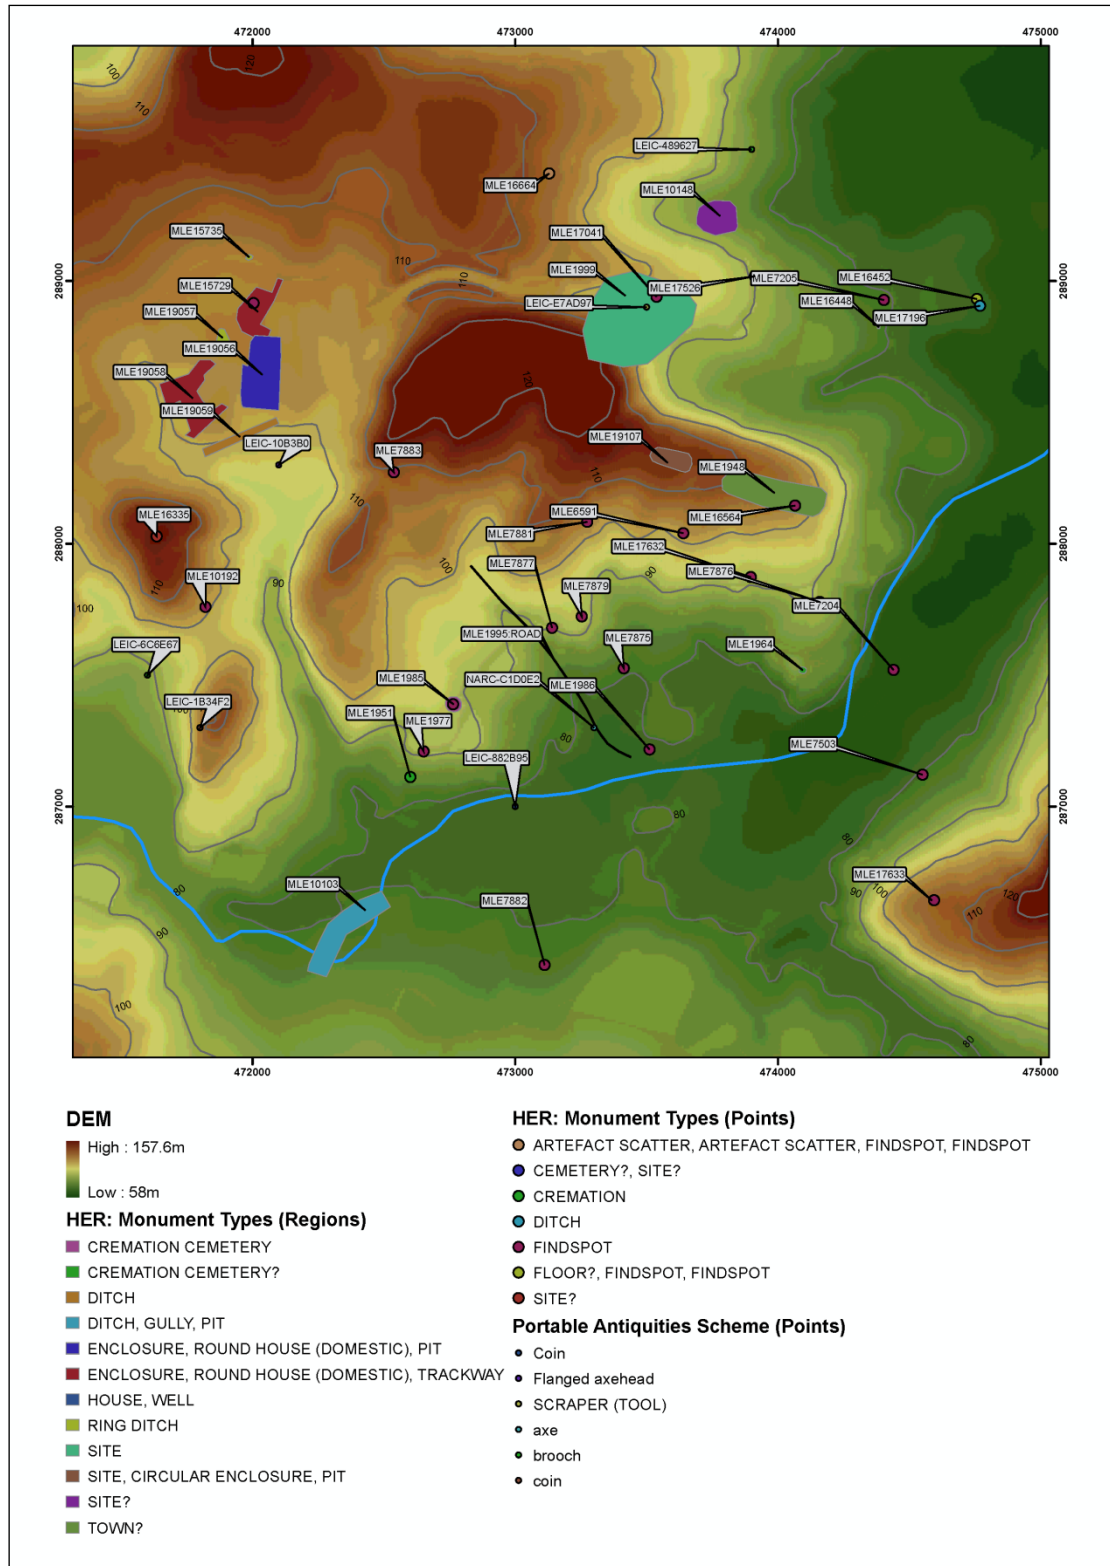 472000 473000 474000 475000
100
120
110
LEIC-489627
MLE16664
MLE10148
MLE15735
MLE17041
110
MLE1999
MLE17526
MLE7205
MLE16452
289000
289000
MLE15729
110
LEIC-E7AD97
MLE16448
MLE17196
MLE19057
MLE19056
MLE19058
120
MLE19059
LEIC-10B3B0
MLE7883
MLE19107
110
MLE1948
MLE16335
110
MLE6591
MLE16564
MLE7881
288000
288000
MLE17632
100
MLE7877
MLE7876
90
MLE10192
90
110
MLE7879
100
MLE7204
MLE1995:ROAD
MLE7875
MLE1964
LEIC-6C6E67
NARC-C1D0E2
MLE1986
MLE1985
LEIC-1B34F2
100
MLE1951
MLE1977
80
MLE7503
LEIC-882B95
287000
287000
80
80
MLE17633
90
100
110
120
MLE10103
80
MLE7882
90
100
80
472000 473000 474000 475000
DEM
High : 157.6m
Low : 58m
HER: Monument Types (Regions)
CREMATION CEMETERY
CREMATION CEMETERY?
DITCH
DITCH, GULLY, PIT
ENCLOSURE, ROUND HOUSE (DOMESTIC), PIT
ENCLOSURE, ROUND HOUSE (DOMESTIC), TRACKWAY
HOUSE, WELL
RING DITCH
SITE
SITE, CIRCULAR ENCLOSURE, PIT
SITE?
TOWN?
HER: Monument Types (Points)
ARTEFACT SCATTER, ARTEFACT SCATTER, FINDSPOT, FINDSPOT
CEMETERY?, SITE?
CREMATION
DITCH
FINDSPOT
FLOOR?, FINDSPOT, FINDSPOT
SITE?
Portable Antiquities Scheme (Points)
Coin
Flanged axehead
SCRAPER (TOOL)
axe
brooch
coin